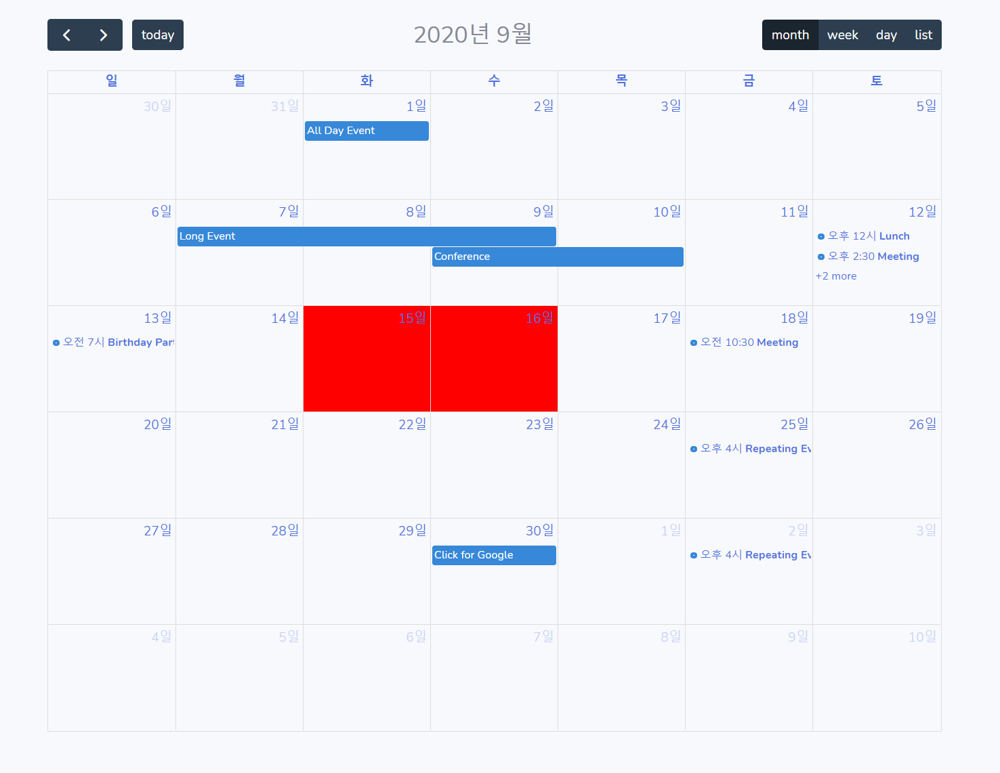 today
2020년 9월
month week day list
일 월 화 수 목 금 토
30일 31일 1일 2일 3일 4일 5일
All Day Event
6일 7일 8일 9일 10일 11일 12일
Long Event
오후 12시 Lunch
Conference
오후 2:30 Meeting
+2 more
13일 14일 15일 16일 17일 18일 19일
오전 7시 Birthday Part
오전 10:30 Meeting
20일 21일 22일 23일 24일 25일 26일
오후 4시 Repeating Ev
27일 28일 29일 30일 1일 2일 3일
Click for Google
오후 4시 Repeating Ev
4일 5일 6일 7일 8일 9일 10일